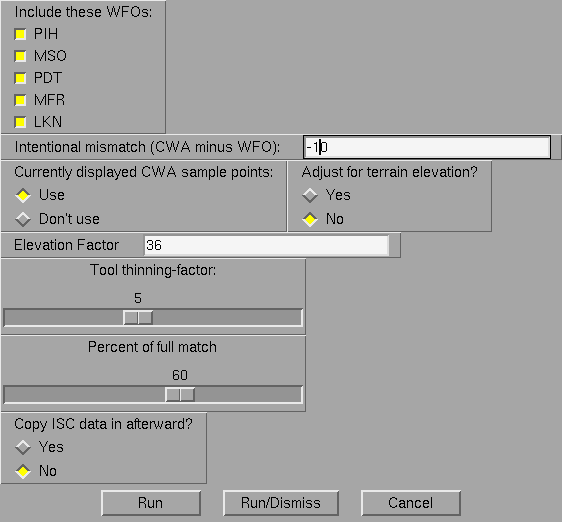 Include these WFOs:
PIH
MSO
PDT
MFR
LKN
Intentional mismatch (CWA minus WFO): -10
Currently displayed CWA sample points:
Use
Don't use
Adjust for terrain elevation?
Yes
No
Elevation Factor 36
Tool thinning-factor:
5
Percent of full match
60
Copy ISC data in afterward?
Yes
No
Run Run/Dismiss Cancel